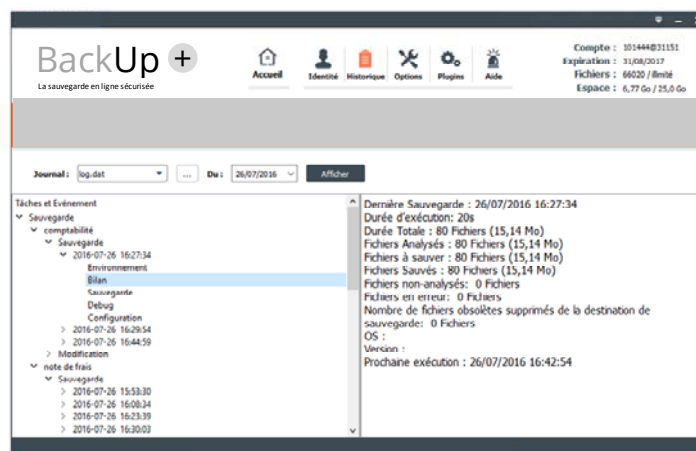 BackUp +
La sauvegarde en ligne sécurisée
Accueil
Identité
Historique
Options
Plugins
Aide
Compte : 101444@31151
Expiration : 31/08/2017
Fichiers : 66020 / illimité
Espace : 6,77 Go / 25,0 Go
Journal : log.dat ... Du : 26/07/2016 Afficher
Tâches et Evénement
Sauvegarde
comptabilité
Sauvegarde
2016-07-26 16:27:34
Environnement
Bilan
Sauvegarde
Debug
Configuration
2016-07-26 16:29:54
2016-07-26 16:44:59
Modification
note de frais
Sauvegarde
2016-07-26 15:53:30
2016-07-26 16:08:34
2016-07-26 16:23:39
2016-07-26 16:30:03
Dernière Sauvegarde : 26/07/2016 16:27:34
Durée d'exécution: 20s
Durée Totale : 80 Fichiers (15,14 Mo)
Fichiers Analysés : 80 Fichiers (15,14 Mo)
Fichiers à sauver : 80 Fichiers (15,14 Mo)
Fichiers Sauvés : 80 Fichiers (15,14 Mo)
Fichiers non-analysés: 0 Fichiers
Fichiers en erreur: 0 Fichiers
Nombre de fichiers obsolètes supprimés de la destination de
sauvegarde: 0 Fichiers
OS :
Version :
Prochaine exécution : 26/07/2016 16:42:54